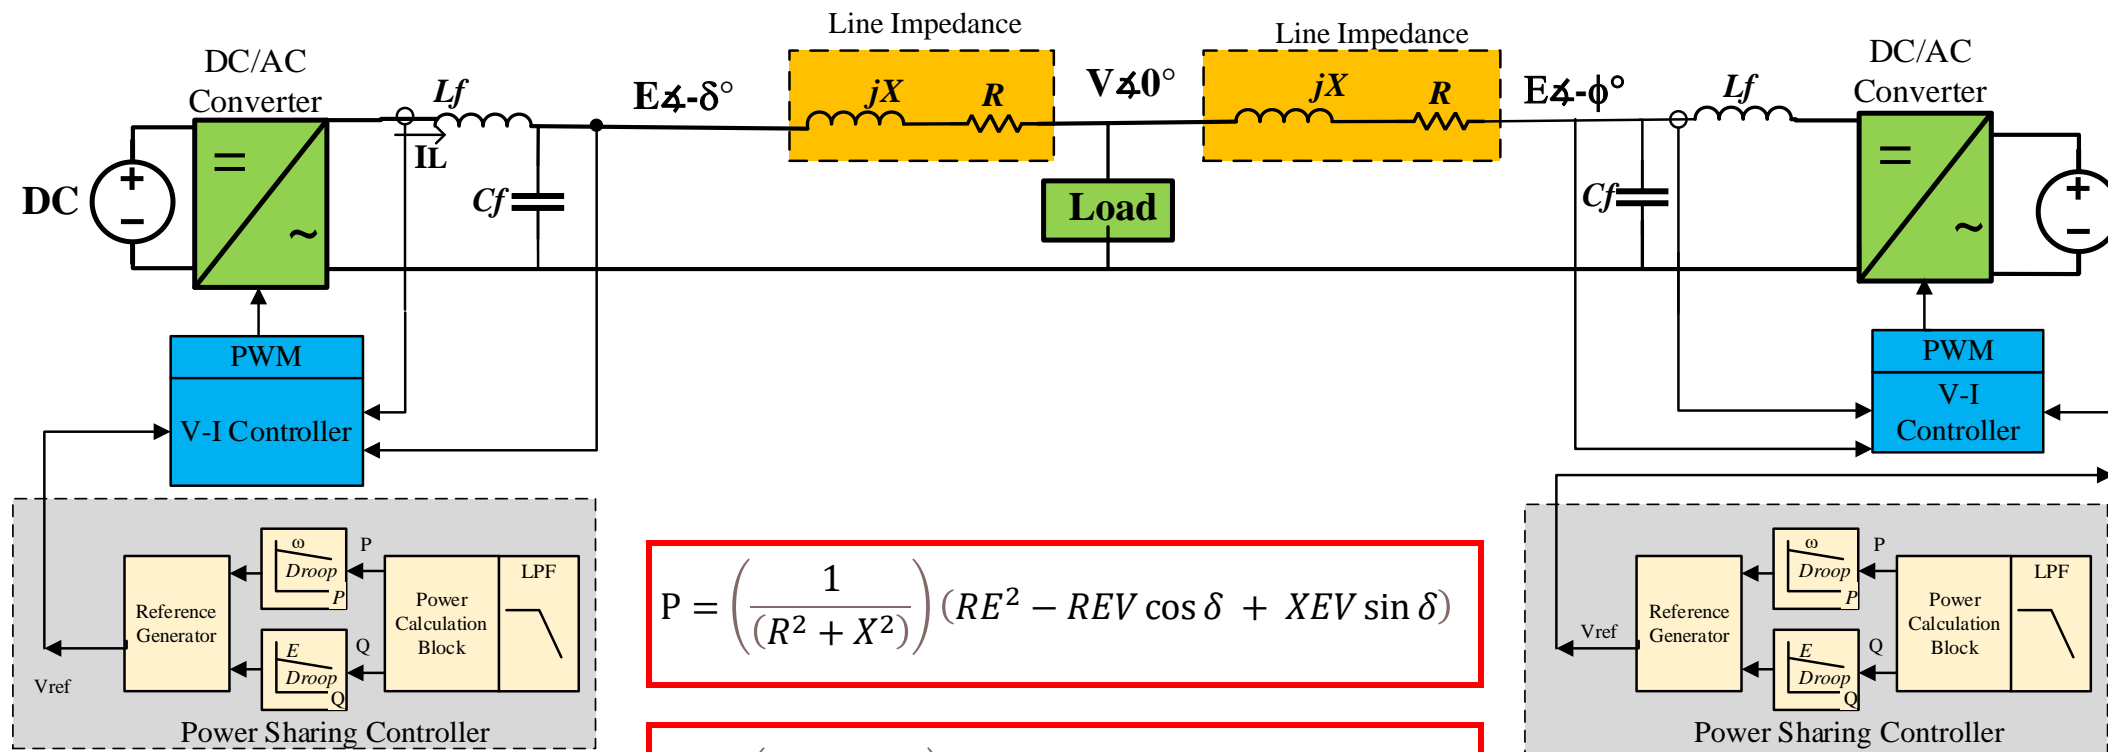 Line Impedance
Line Impedance
DC/AC
Converter
DC/AC
Converter
Lf
E∡-δ°
jX
R
V∡0°
jX
R
E∡-ϕ°
Lf
=
~
IL
DC
+
−
Cf
Load
Cf
=
~
+
−
PWM
V-I Controller
PWM
V-I
Controller
ω
Droop
P
P
LPF
Reference
Generator
Power
Calculation
Block
E
Droop
Q
Q
Vref
Power Sharing Controller
P = (1/(R² + X²)) (RE² − REV cos δ + XEV sin δ)
ω
Droop
P
P
LPF
Reference
Generator
Power
Calculation
Block
E
Droop
Q
Q
Vref
Power Sharing Controller